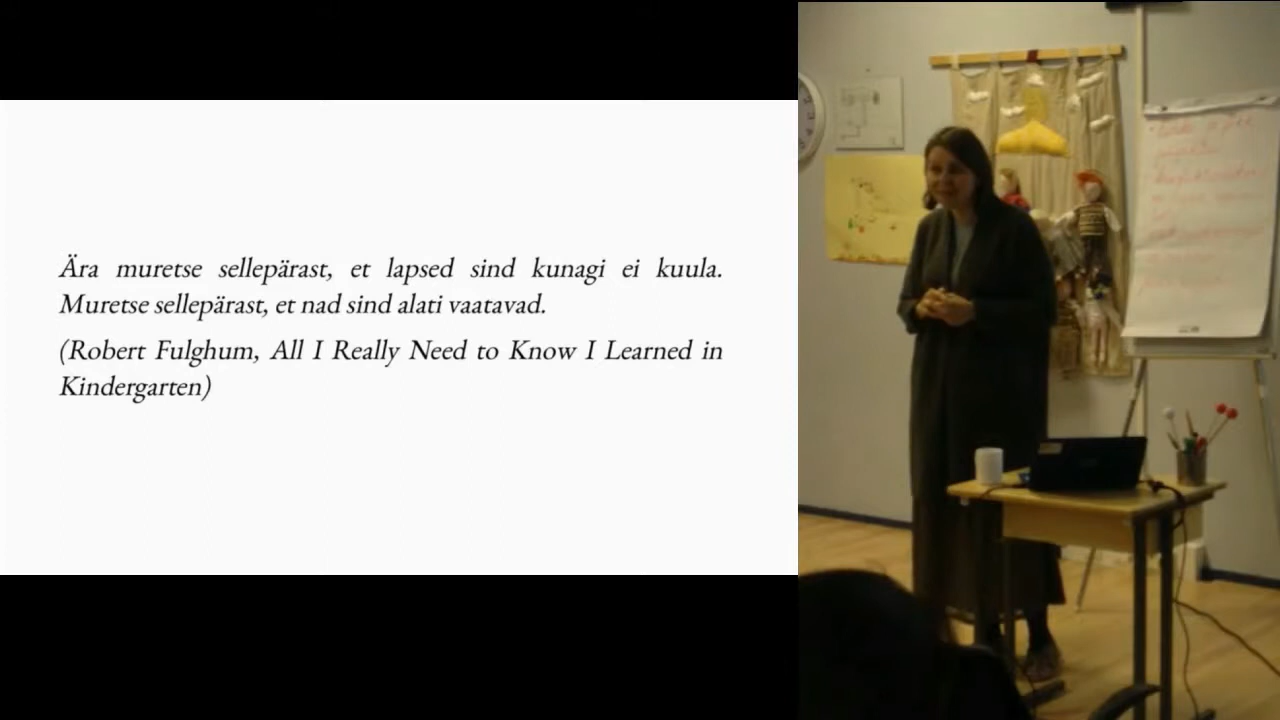 Ära muretse sellepärast, et lapsed sind kunagi ei kuula.
Muretse sellepärast, et nad sind alati vaatavad.
(Robert Fulghum, All I Really Need to Know I Learned in
Kindergarten)